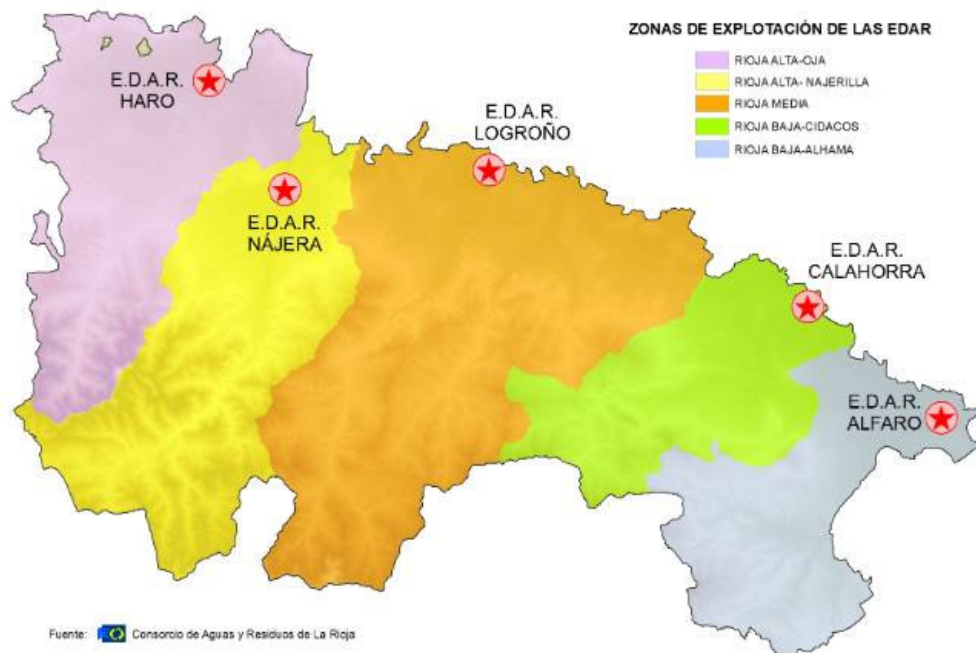 ZONAS DE EXPLOTACIÓN DE LAS EDAR
RIOJA ALTA-OJA
RIOJA ALTA- NAJERILLA
RIOJA MEDIA
RIOJA BAJA-CIDACOS
RIOJA BAJA-ALHAMA
E.D.A.R.
HARO
E.D.A.R.
LOGROÑO
E.D.A.R.
NÁJERA
E.D.A.R.
CALAHORRA
E.D.A.R.
ALFARO
Fuente: Consorcio de Aguas y Residuos de La Rioja